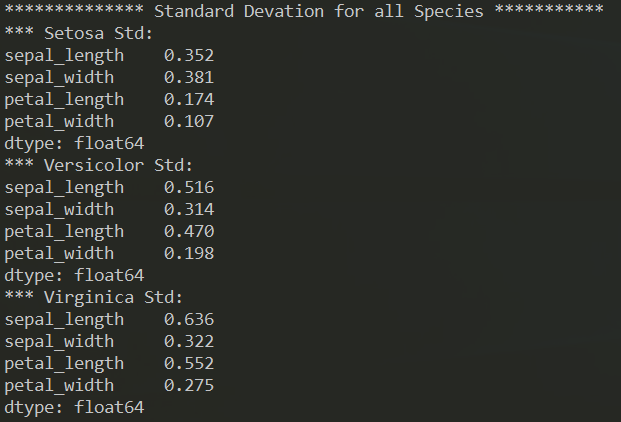 ************** Standard Devation for all Species ***********
*** Setosa Std:
sepal_length    0.352
sepal_width     0.381
petal_length    0.174
petal_width     0.107
dtype: float64
*** Versicolor Std:
sepal_length    0.516
sepal_width     0.314
petal_length    0.470
petal_width     0.198
dtype: float64
*** Virginica Std:
sepal_length    0.636
sepal_width     0.322
petal_length    0.552
petal_width     0.275
dtype: float64